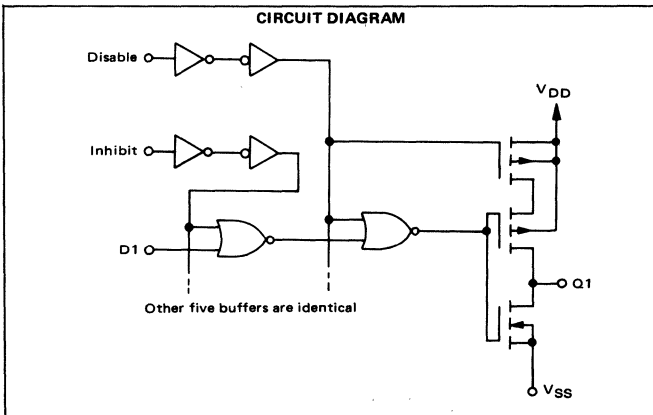 CIRCUIT DIAGRAM
Disable
VDD
Inhibit
D1
Q1
Other five buffers are identical
VSS